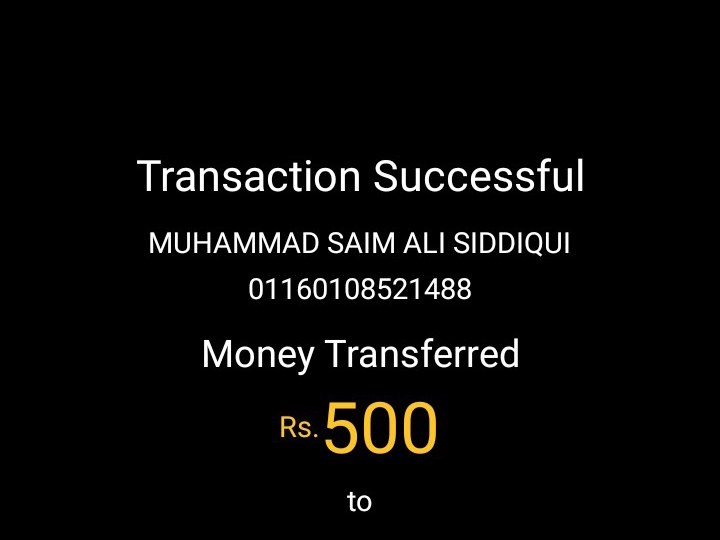 Transaction Successful
MUHAMMAD SAIM ALI SIDDIQUI
01160108521488
Money Transferred
Rs.500
to